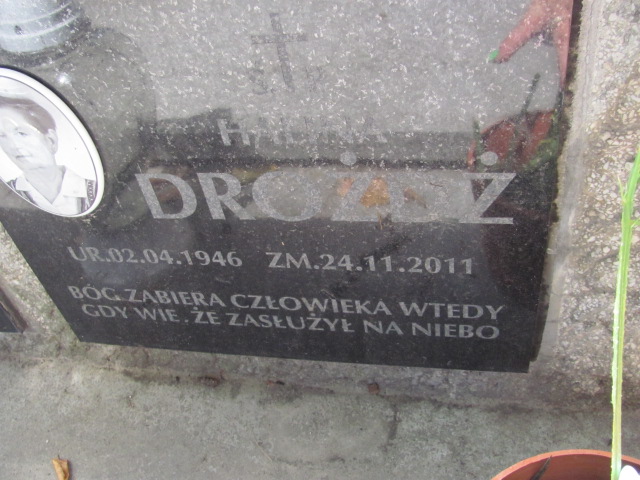 HALINA
DROŻDŻ
UR.02.04.1946 ZM.24.11.2011
BÓG ZABIERA CZŁOWIEKA WTEDY
GDY WIE. ŻE ZASŁUŻYŁ NA NIEBO